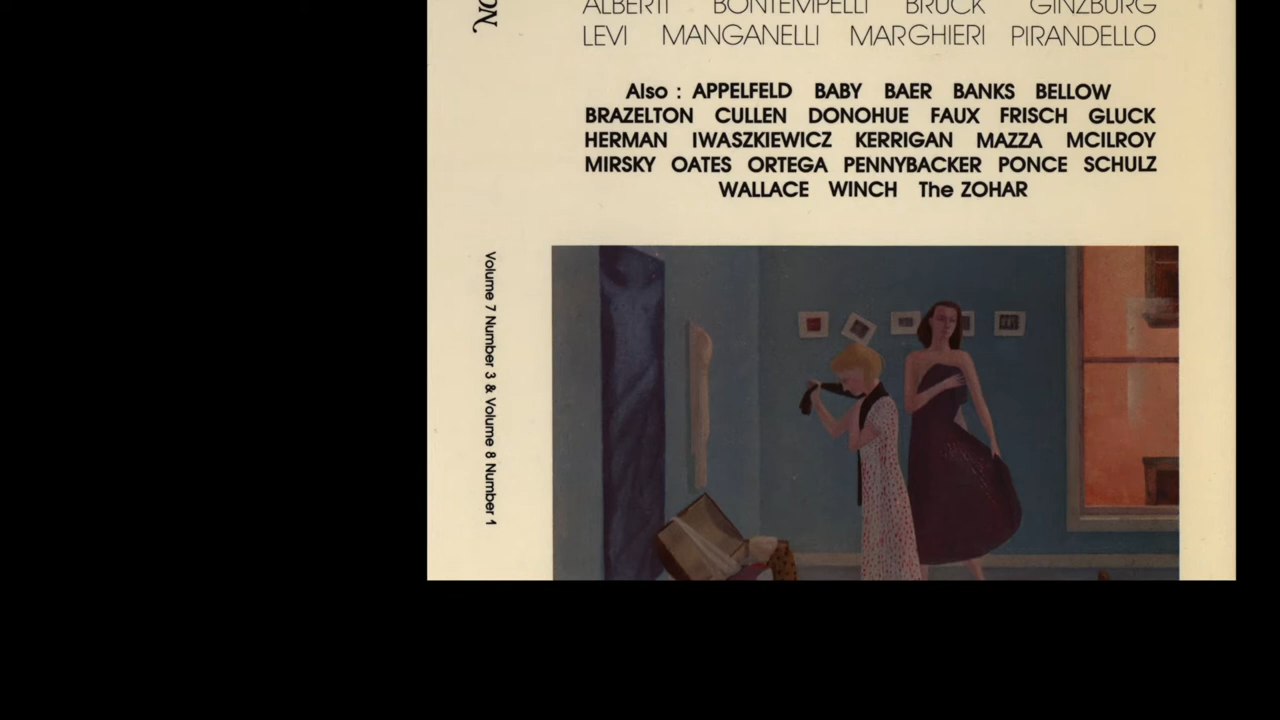 ALBERTI BONTEMPELLI BRUCK GINZBURG
LEVI MANGANELLI MARGHIERI PIRANDELLO
Also : APPELFELD BABY BAER BANKS BELLOW
BRAZELTON CULLEN DONOHUE FAUX FRISCH GLUCK
HERMAN IWASZKIEWICZ KERRIGAN MAZZA MCILROY
MIRSKY OATES ORTEGA PENNYBACKER PONCE SCHULZ
WALLACE WINCH The ZOHAR
Volume 7 Number 3 & Volume 8 Number 1